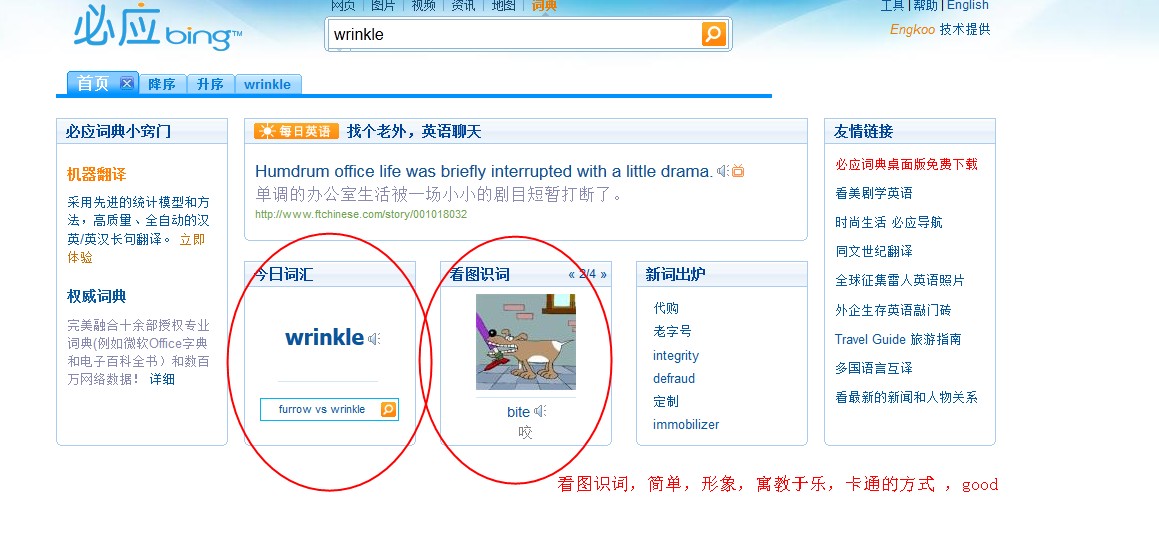 网页 | 图片 | 视频 | 资讯 | 地图 | 词典
工具 | 帮助 | English
必应 bing™
wrinkle
Engkoo 技术提供
首页 降序 升序 wrinkle
必应词典小窍门
机器翻译
采用先进的统计模型和方
法，高质量、全自动的汉
英/英汉长句翻译。 立即
体验
权威词典
完美融合十余部授权专业
词典(例如微软Office字典
和电子百科全书）和数百
万网络数据！ 详细
每日英语 找个老外，英语聊天
Humdrum office life was briefly interrupted with a little drama.
单调的办公室生活被一场小小的剧目短暂打断了。
http://www.ftchinese.com/story/001018032
今日词汇
wrinkle
furrow vs wrinkle
看图识词 « 2/4 »
bite
咬
新词出炉
代购
老字号
integrity
defraud
定制
immobilizer
友情链接
必应词典桌面版免费下载
看美剧学英语
时尚生活 必应导航
同文世纪翻译
全球征集雷人英语照片
外企生存英语敲门砖
Travel Guide 旅游指南
多国语言互译
看最新的新闻和人物关系
看图识词，简单，形象，寓教于乐，卡通的方式 ，good